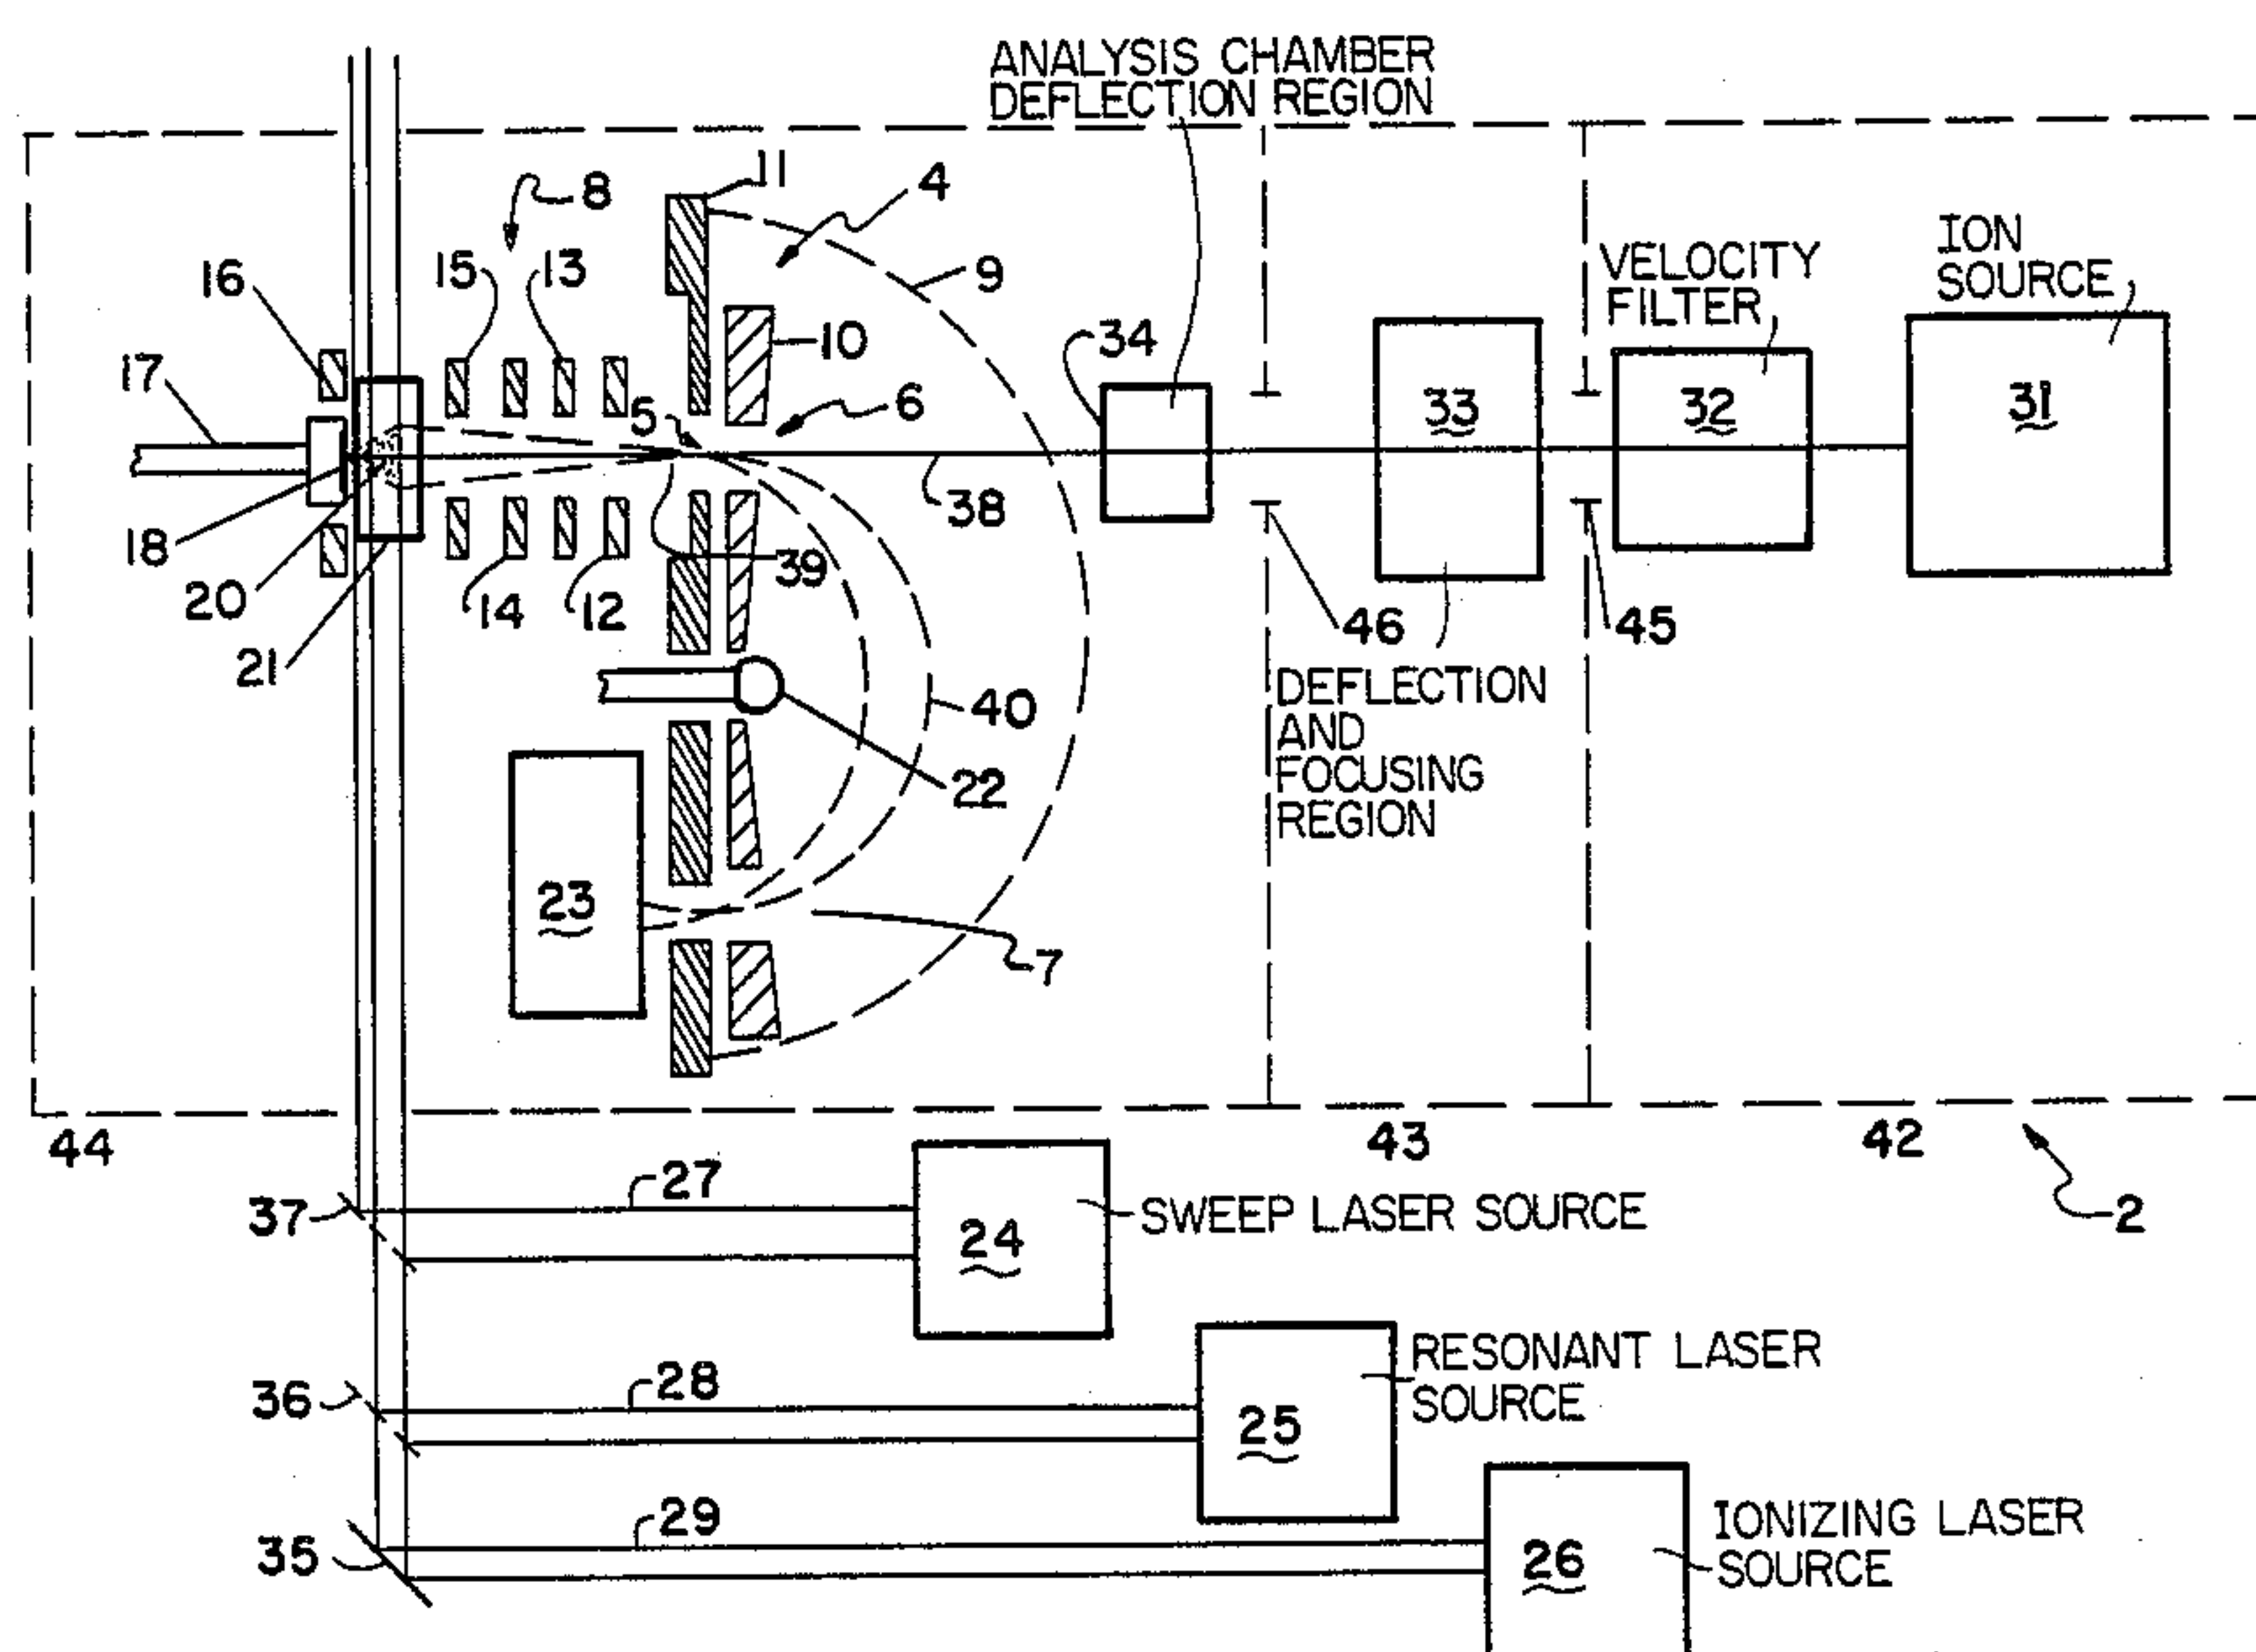 ANALYSIS CHAMBER
DEFLECTION REGION
8
11
4
16
15
13
9
VELOCITY
FILTER
ION
SOURCE
17
10
34
5
6
33
32
31
18
38
39
20
14
12
46
45
21
DEFLECTION
AND
FOCUSING
REGION
40
22
23
7
44
43
42
37
27
24
SWEEP LASER SOURCE
2
36
28
25
RESONANT LASER
SOURCE
35
29
26
IONIZING LASER
SOURCE